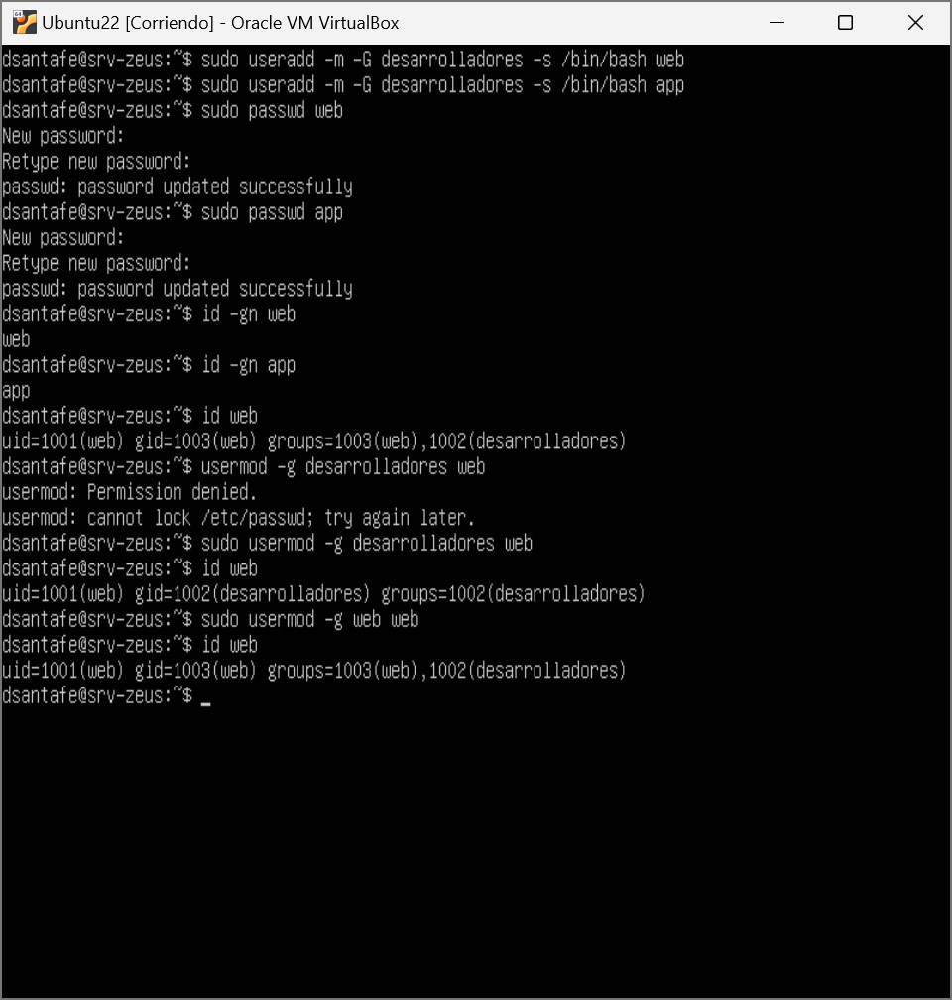 Ubuntu22 [Corriendo] - Oracle VM VirtualBox
dsantafe@srv-zeus:~$ sudo useradd -m -G desarrolladores -s /bin/bash web
dsantafe@srv-zeus:~$ sudo useradd -m -G desarrolladores -s /bin/bash app
dsantafe@srv-zeus:~$ sudo passwd web
New password:
Retype new password:
passwd: password updated successfully
dsantafe@srv-zeus:~$ sudo passwd app
New password:
Retype new password:
passwd: password updated successfully
dsantafe@srv-zeus:~$ id -gn web
web
dsantafe@srv-zeus:~$ id -gn app
app
dsantafe@srv-zeus:~$ id web
uid=1001(web) gid=1003(web) groups=1003(web),1002(desarrolladores)
dsantafe@srv-zeus:~$ usermod -g desarrolladores web
usermod: Permission denied.
usermod: cannot lock /etc/passwd; try again later.
dsantafe@srv-zeus:~$ sudo usermod -g desarrolladores web
dsantafe@srv-zeus:~$ id web
uid=1001(web) gid=1002(desarrolladores) groups=1002(desarrolladores)
dsantafe@srv-zeus:~$ sudo usermod -g web web
dsantafe@srv-zeus:~$ id web
uid=1001(web) gid=1003(web) groups=1003(web),1002(desarrolladores)
dsantafe@srv-zeus:~$ _